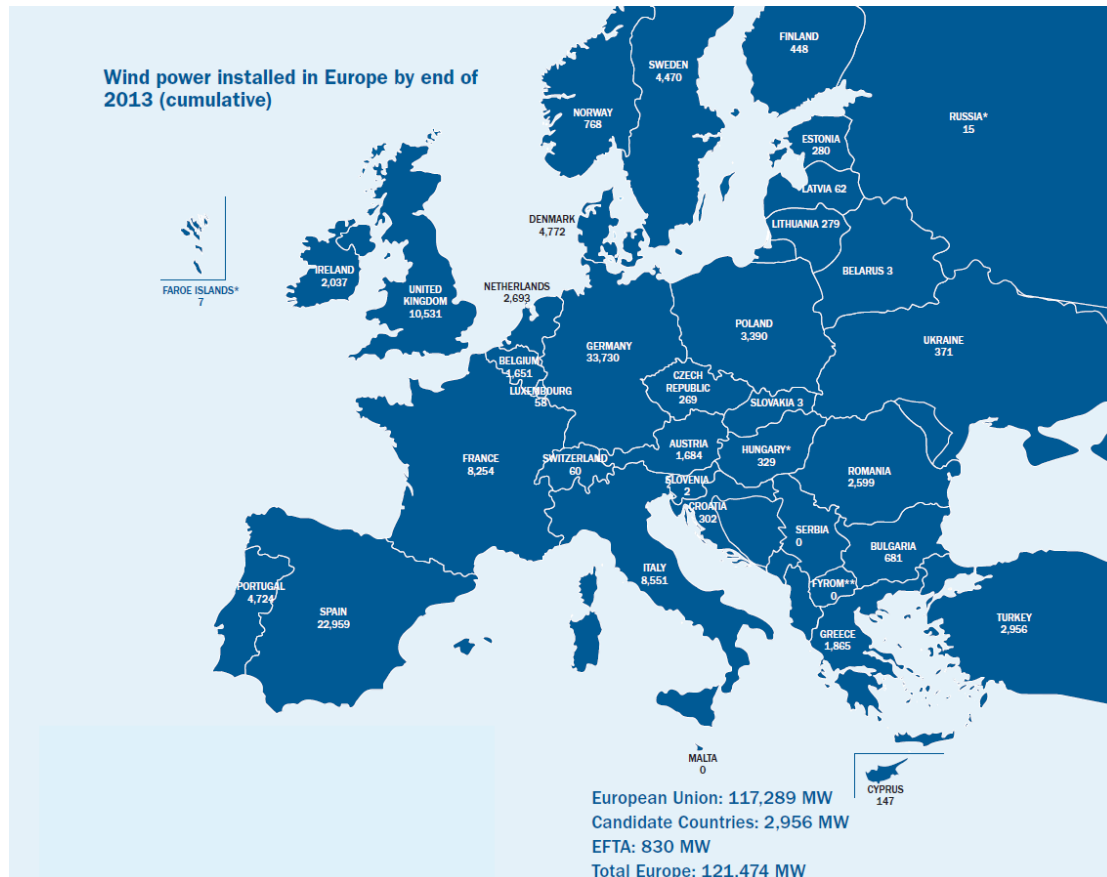 Wind power installed in Europe by end of
2013 (cumulative)
FINLAND
448
SWEDEN
4,470
NORWAY
768
RUSSIA*
15
ESTONIA
280
LATVIA 62
LITHUANIA 279
DENMARK
4,772
BELARUS 3
IRELAND
2,037
FAROE ISLANDS*
7
UNITED
KINGDOM
10,531
NETHERLANDS
2,693
POLAND
3,390
GERMANY
33,730
UKRAINE
371
BELGIUM
1,651
LUXEMBOURG
58
CZECH
REPUBLIC
269
SLOVAKIA 3
FRANCE
8,254
SWITZERLAND
60
AUSTRIA
1,684
HUNGARY*
329
ROMANIA
2,599
SLOVENIA
2
CROATIA
302
SERBIA
0
BULGARIA
681
ITALY
8,551
FYROM**
0
PORTUGAL
4,724
SPAIN
22,959
GREECE
1,865
TURKEY
2,956
MALTA
0
CYPRUS
147
European Union: 117,289 MW
Candidate Countries: 2,956 MW
EFTA: 830 MW
Total Europe: 121,474 MW